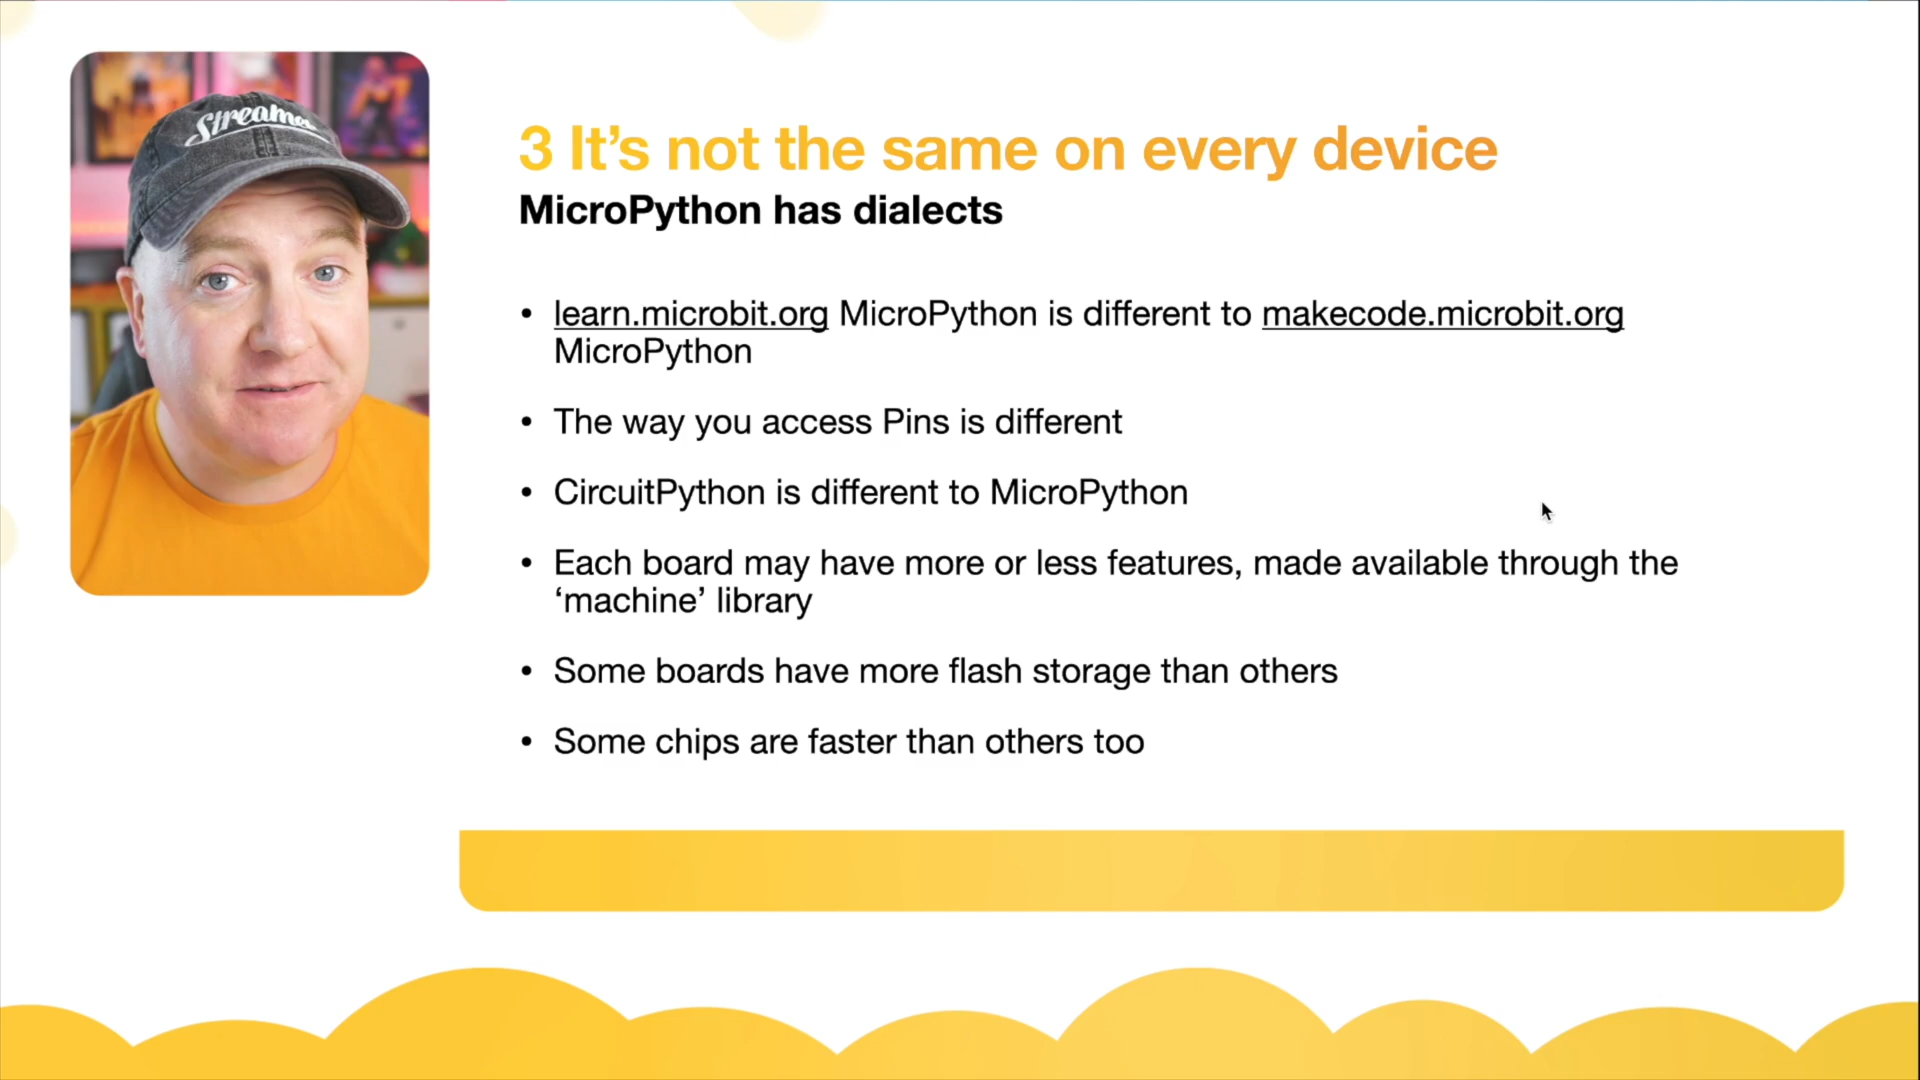 Streame
3 It’s not the same on every device
MicroPython has dialects
• learn.microbit.org MicroPython is different to makecode.microbit.org
MicroPython
• The way you access Pins is different
• CircuitPython is different to MicroPython
• Each board may have more or less features, made available through the
‘machine’ library
• Some boards have more flash storage than others
• Some chips are faster than others too